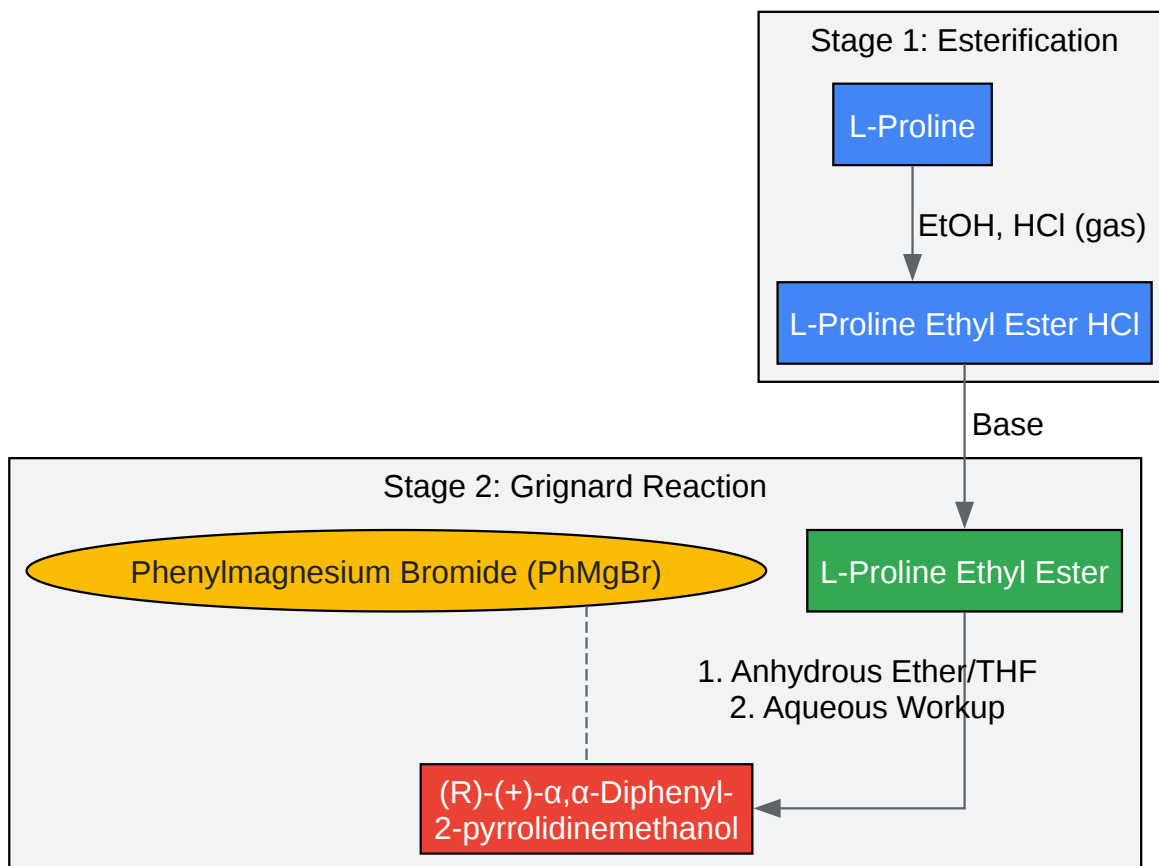 Stage 1: Esterification
L-Proline
EtOH, HCl (gas)
L-Proline Ethyl Ester HCl
Base
Stage 2: Grignard Reaction
Phenylmagnesium Bromide (PhMgBr)
L-Proline Ethyl Ester
1. Anhydrous Ether/THF
2. Aqueous Workup
(R)-(+)-α,α-Diphenyl-
2-pyrrolidinemethanol